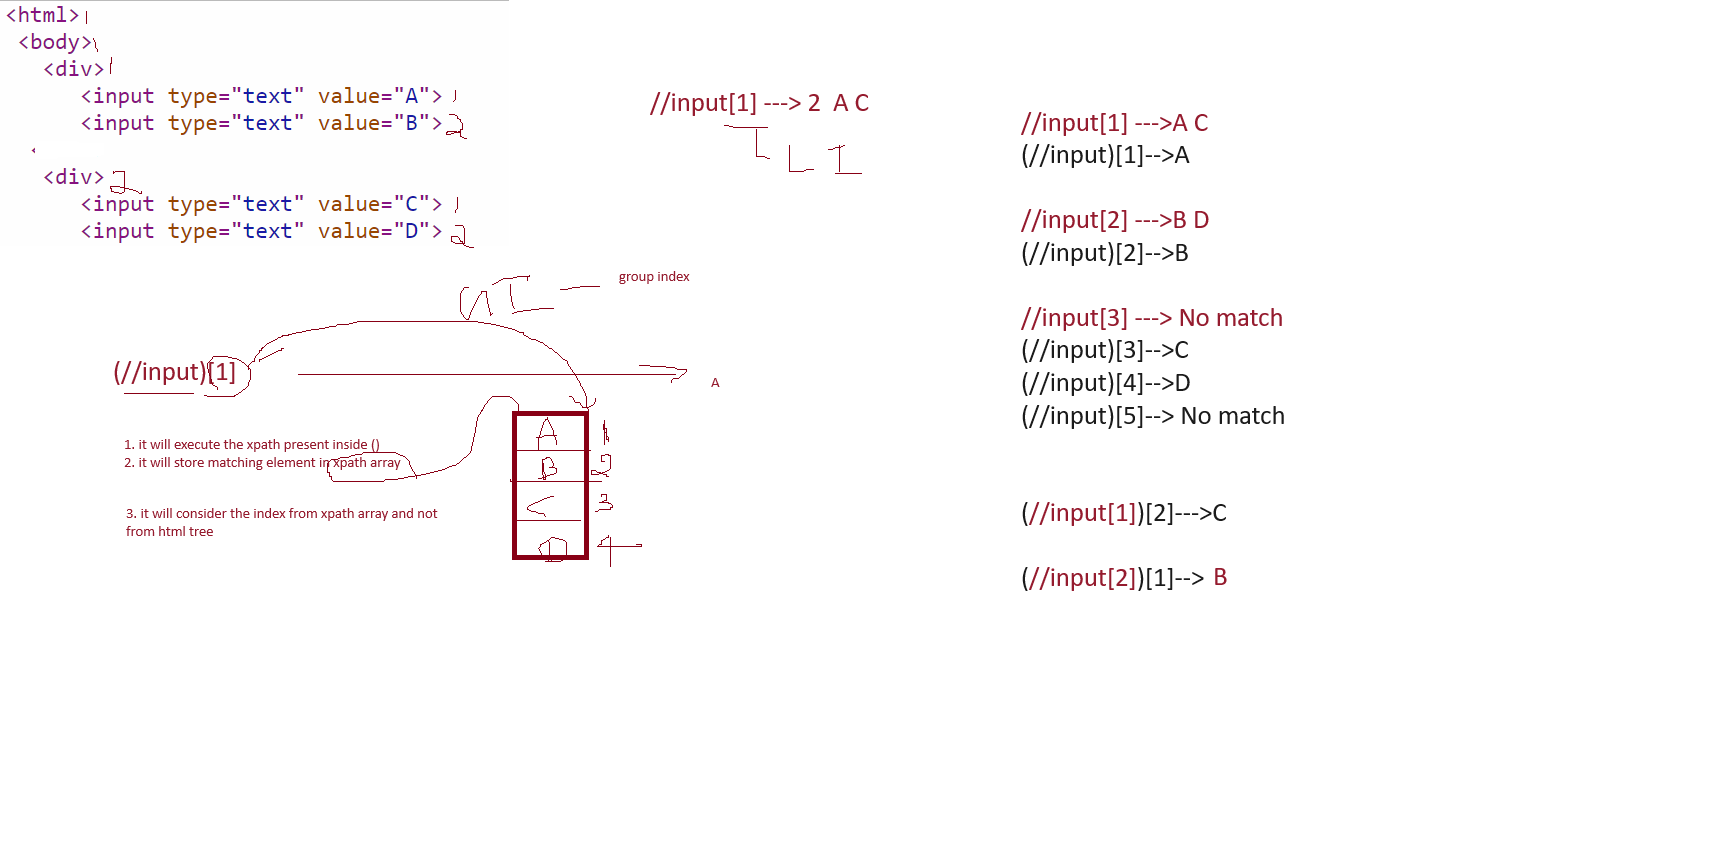 <html> 1
<body> 1
<div> 1
<input type="text" value="A"> 1
<input type="text" value="B"> 2
<div> 2
<input type="text" value="C"> 1
<input type="text" value="D"> 2
//input[1] ---> 2 A C
I L I
GI — group index
(//input)[1]
A
1. it will execute the xpath present inside ()
2. it will store matching element in xpath array
3. it will consider the index from xpath array and not
from html tree
A 1
B 2
C 3
D 4
//input[1] --->A C
(//input)[1]-->A
//input[2] --->B D
(//input)[2]-->B
//input[3] ---> No match
(//input)[3]-->C
(//input)[4]-->D
(//input)[5]--> No match
(//input[1])[2]--->C
(//input[2])[1]--> B